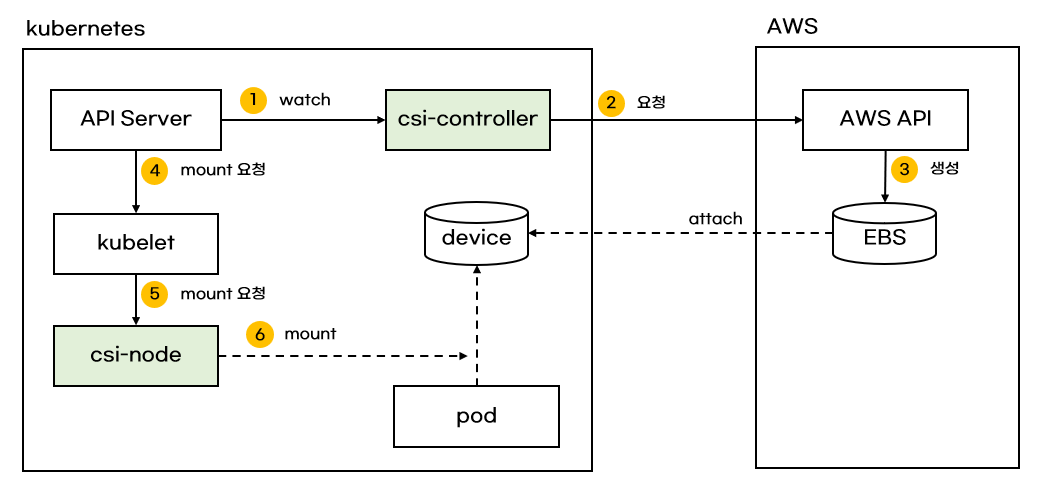 kubernetes
AWS
API Server
1 watch
csi-controller
2 요청
AWS API
4 mount 요청
3 생성
kubelet
device
attach
EBS
5 mount 요청
csi-node
6 mount
pod